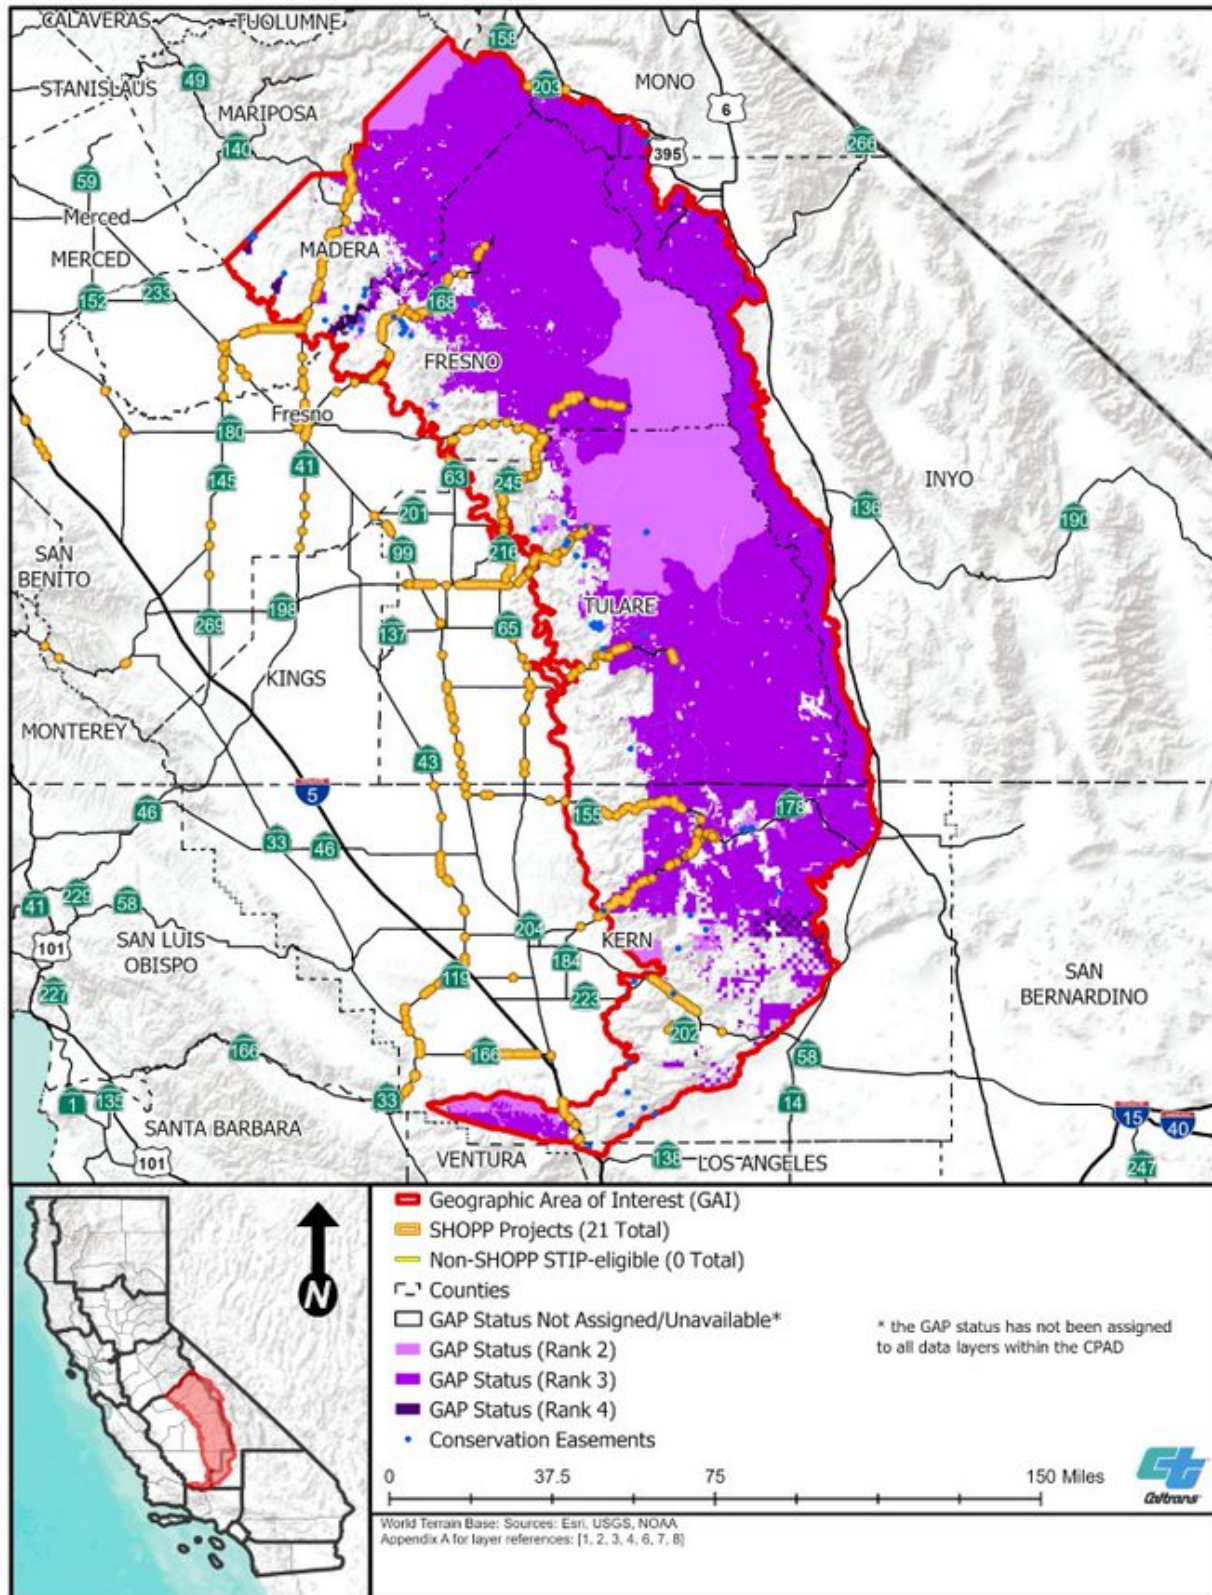 CALAVERAS
TUOLUMNE
158
49
STANISLAUS
203
MONO
6
MARIPOSA
140
395
266
59
Merced
MERCED
MADERA
152
233
168
FRESNO
Fresno
180
41
145
63
245
INYO
136
190
201
99
216
SAN
BENITO
TULARE
269
198
137
65
KINGS
MONTEREY
43
5
46
155
178
33
46
41
229
58
101
SAN LUIS
OBISPO
204
KERN
184
119
223
SAN
BERNARDINO
227
202
166
166
58
1
135
33
14
15
40
SANTA BARBARA
101
VENTURA
138
LOS ANGELES
247
N
Geographic Area of Interest (GAI)
SHOPP Projects (21 Total)
Non-SHOPP STIP-eligible (0 Total)
Counties
GAP Status Not Assigned/Unavailable*
GAP Status (Rank 2)
GAP Status (Rank 3)
GAP Status (Rank 4)
Conservation Easements
* the GAP status has not been assigned
to all data layers within the CPAD
0 37.5 75 150 Miles
ct
Caltrans
World Terrain Base: Sources: Esri, USGS, NOAA
Appendix A for layer references: [1, 2, 3, 4, 6, 7, 8]